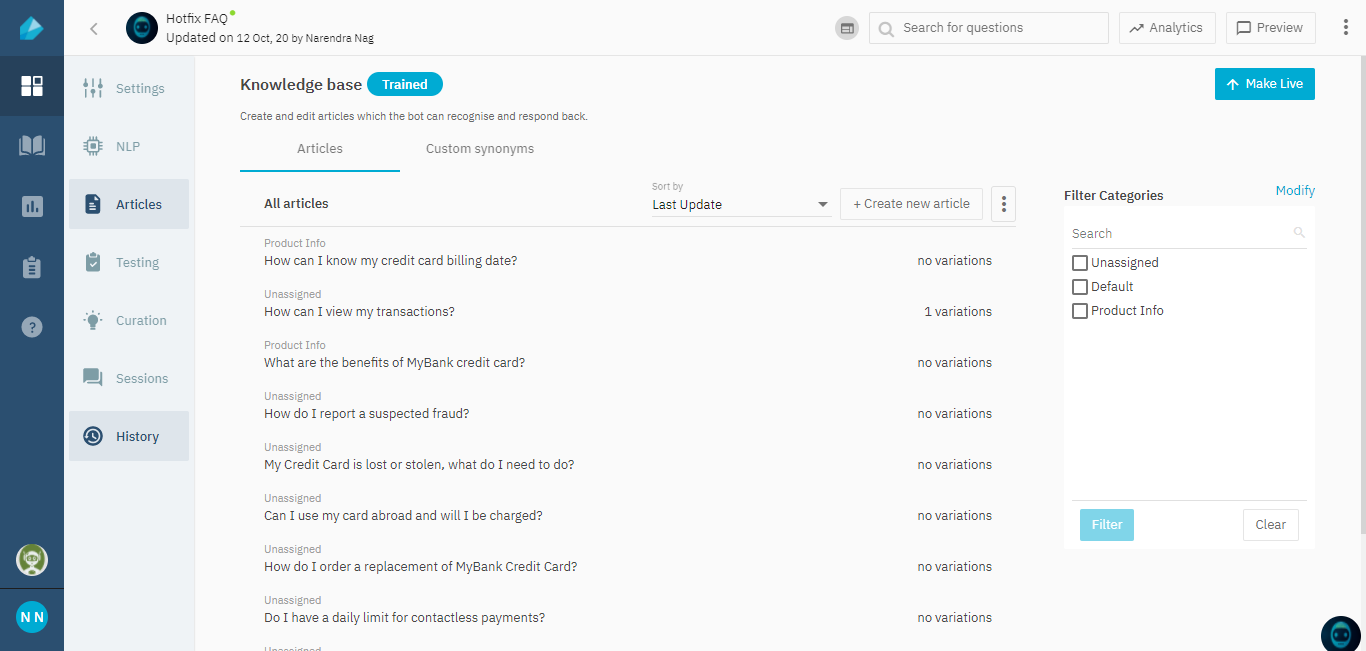 Hotfix FAQ
Updated on 12 Oct, 20 by Narendra Nag
Search for questions
Analytics
Preview
Settings
NLP
Articles
Testing
Curation
Sessions
History
?
N N
Knowledge base
Trained
Make Live
Create and edit articles which the bot can recognise and respond back.
Articles
Custom synonyms
All articles
Sort by
Last Update
+ Create new article
Product Info
How can I know my credit card billing date?
no variations
Unassigned
How can I view my transactions?
1 variations
Product Info
What are the benefits of MyBank credit card?
no variations
Unassigned
How do I report a suspected fraud?
no variations
Unassigned
My Credit Card is lost or stolen, what do I need to do?
no variations
Unassigned
Can I use my card abroad and will I be charged?
no variations
Unassigned
How do I order a replacement of MyBank Credit Card?
no variations
Unassigned
Do I have a daily limit for contactless payments?
no variations
Unassigned
Filter Categories
Modify
Search
Unassigned
Default
Product Info
Filter
Clear